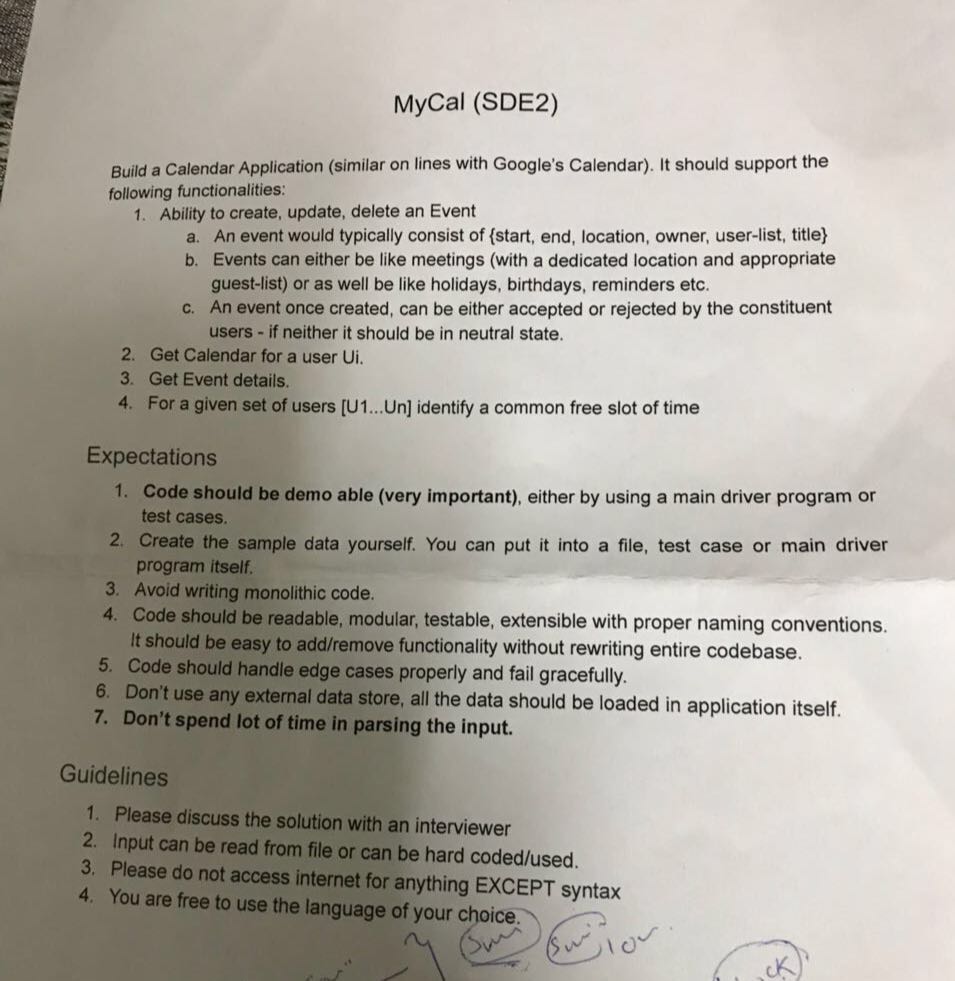 MyCal (SDE2)
Build a Calendar Application (similar on lines with Google's Calendar). It should support the
following functionalities:
1. Ability to create, update, delete an Event
a. An event would typically consist of {start, end, location, owner, user-list, title}
b. Events can either be like meetings (with a dedicated location and appropriate
guest-list) or as well be like holidays, birthdays, reminders etc.
c. An event once created, can be either accepted or rejected by the constituent
users - if neither it should be in neutral state.
2. Get Calendar for a user Ui.
3. Get Event details.
4. For a given set of users [U1...Un] identify a common free slot of time
Expectations
1. Code should be demo able (very important), either by using a main driver program or
test cases.
2. Create the sample data yourself. You can put it into a file, test case or main driver
program itself.
3. Avoid writing monolithic code.
4. Code should be readable, modular, testable, extensible with proper naming conventions.
It should be easy to add/remove functionality without rewriting entire codebase.
5. Code should handle edge cases properly and fail gracefully.
6. Don't use any external data store, all the data should be loaded in application itself.
7. Don't spend lot of time in parsing the input.
Guidelines
1. Please discuss the solution with an interviewer
2. Input can be read from file or can be hard coded/used.
3. Please do not access internet for anything EXCEPT syntax
4. You are free to use the language of your choice.